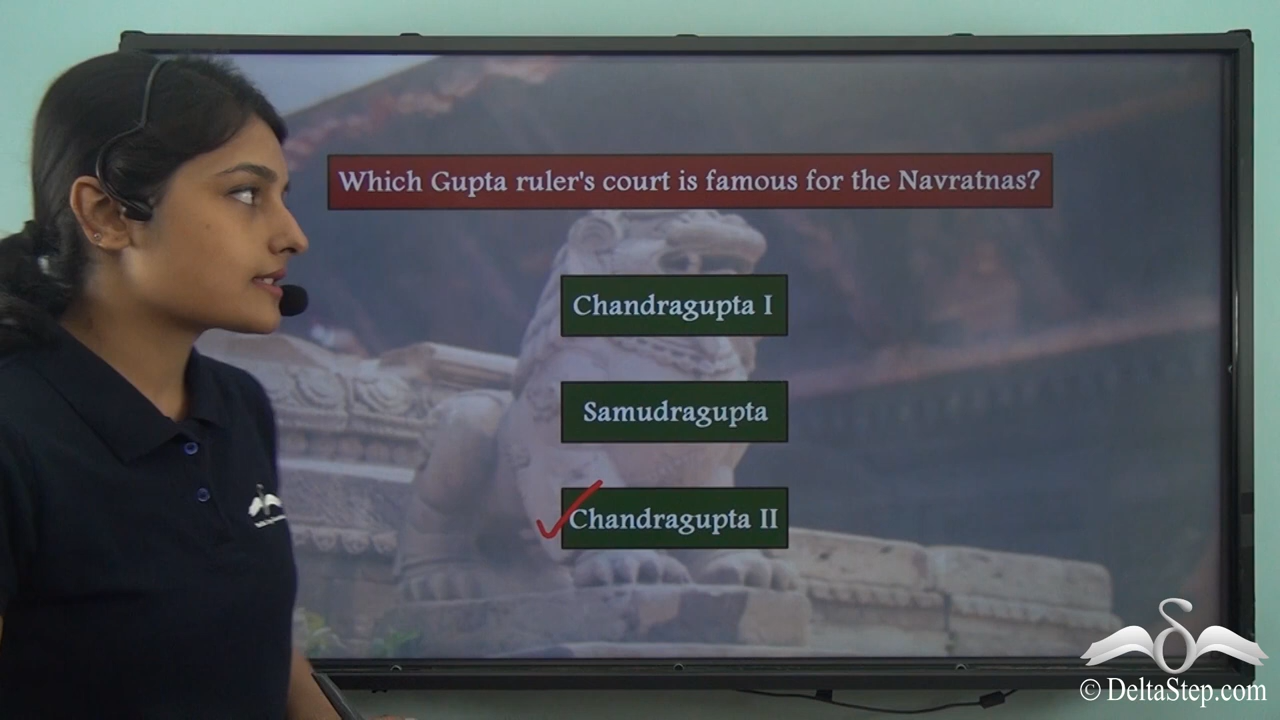 Which Gupta ruler's court is famous for the Navratnas?
Chandragupta I
Samudragupta
Chandragupta II
© DeltaStep.com